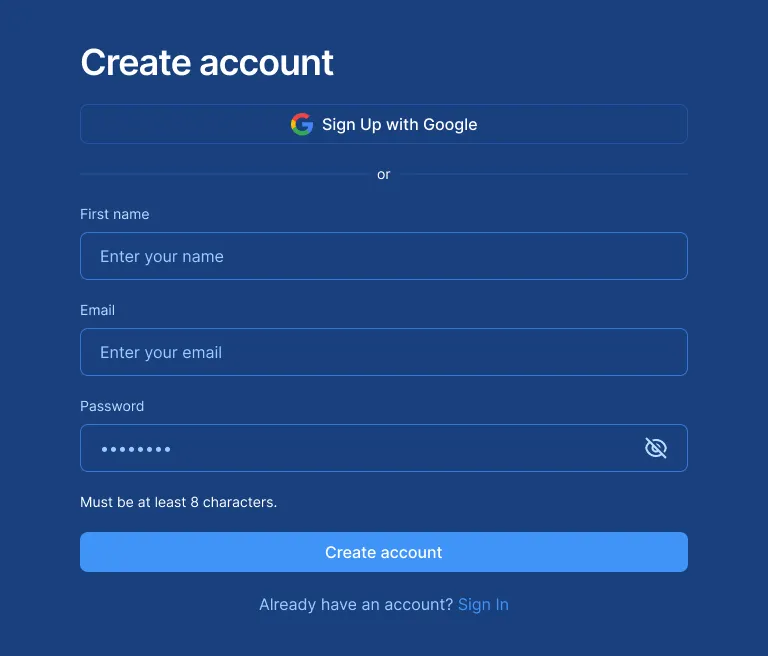 Create account
Sign Up with Google
or
First name
Enter your name
Email
Enter your email
Password
••••••••
Must be at least 8 characters.
Create account
Already have an account? Sign In